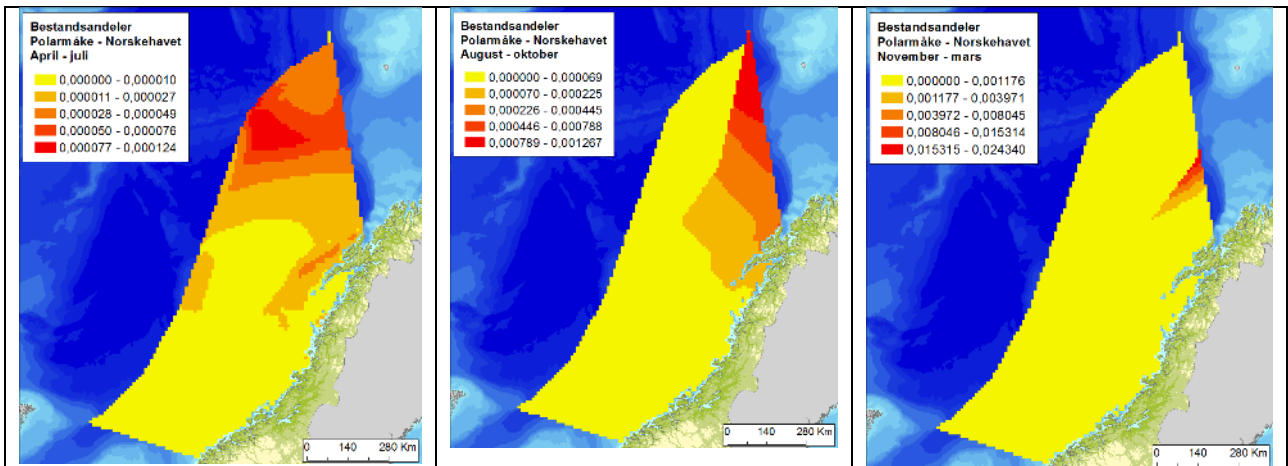 Bestandsandeler
Polarmåke - Norskehavet
April - juli
0,000000 - 0,000010
0,000011 - 0,000027
0,000028 - 0,000049
0,000050 - 0,000076
0,000077 - 0,000124
0 140 280 Km
Bestandsandeler
Polarmåke - Norskehavet
August - oktober
0,000000 - 0,000069
0,000070 - 0,000225
0,000226 - 0,000445
0,000446 - 0,000788
0,000789 - 0,001267
0 140 280 Km
Bestandsandeler
Polarmåke - Norskehavet
November - mars
0,000000 - 0,001176
0,001177 - 0,003971
0,003972 - 0,008045
0,008046 - 0,015314
0,015315 - 0,024340
0 140 280 Km